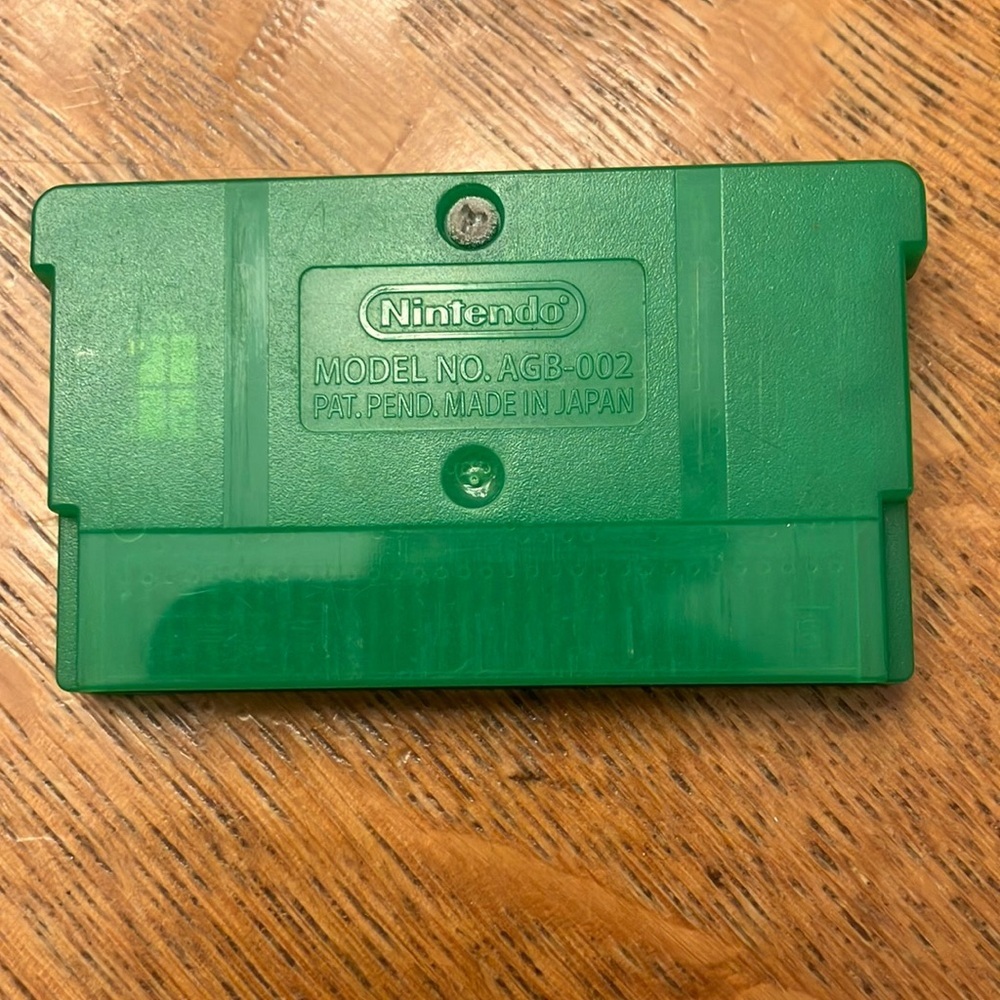 Nintendo®
MODEL NO. AGB-002
PAT. PEND. MADE IN JAPAN